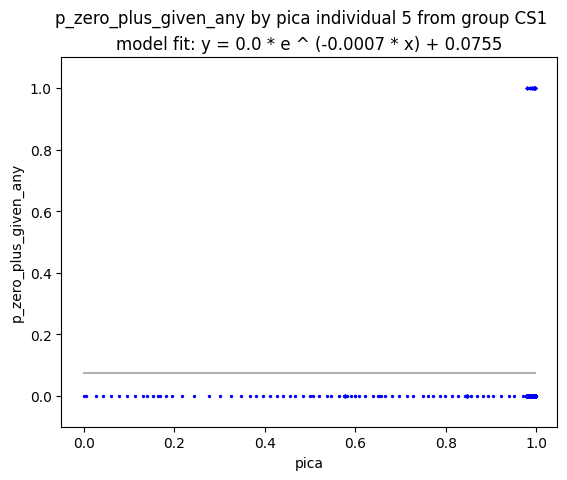 p_zero_plus_given_any by pica individual 5 from group CS1
model fit: y = 0.0 * e ^ (-0.0007 * x) + 0.0755
p_zero_plus_given_any
1.0
0.8
0.6
0.4
0.2
0.0
0.0 0.2 0.4 0.6 0.8 1.0
pica